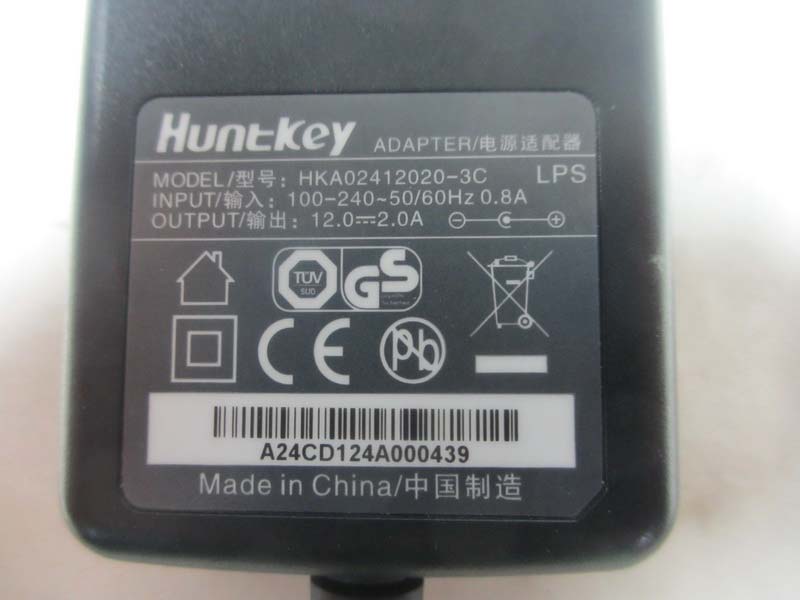 Huntkey ADAPTER/电源适配器
MODEL/型号: HKA02412020-3C LPS
INPUT/输入: 100-240~50/60Hz 0.8A
OUTPUT/输出: 12.0⎓2.0A
TÜV
SUD
GS
CE
Pb
A24CD124A000439
Made in China/中国制造